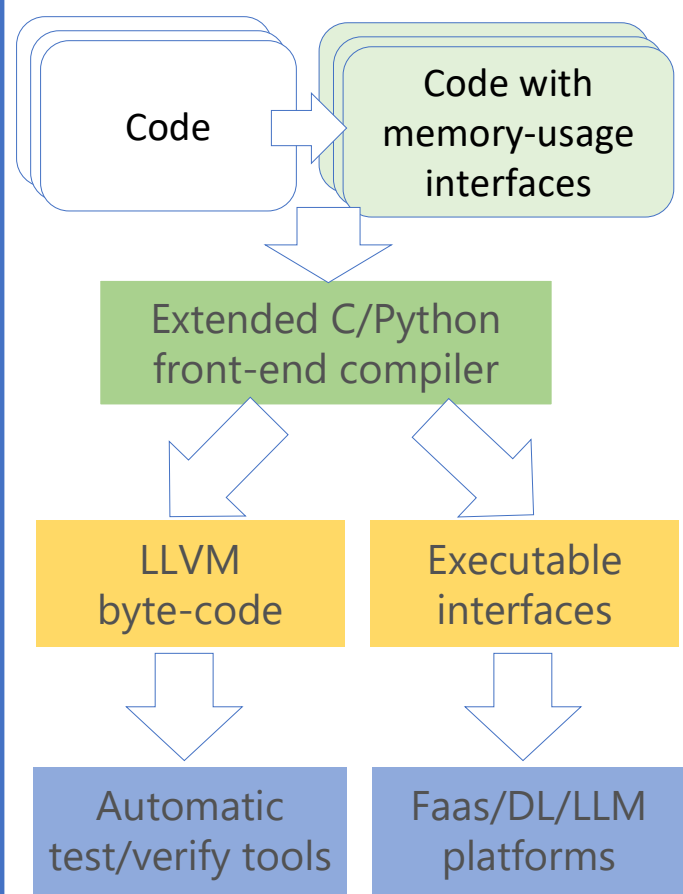 Code
Code with
memory-usage
interfaces
Extended C/Python
front-end compiler
LLVM
byte-code
Executable
interfaces
Automatic
test/verify tools
Faas/DL/LLM
platforms